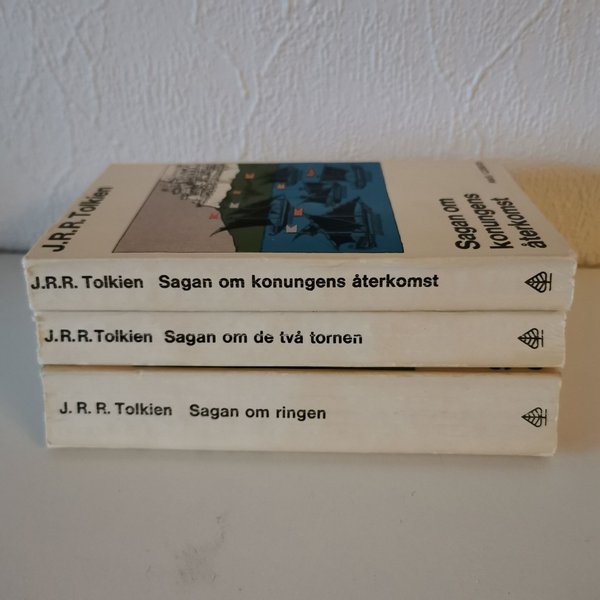 J.R.R.Tolkien
Sagan om
konungens
återkomst
J.R.R. Tolkien Sagan om konungens återkomst
J.R.R.Tolkien Sagan om de två tornen
J. R. R. Tolkien Sagan om ringen